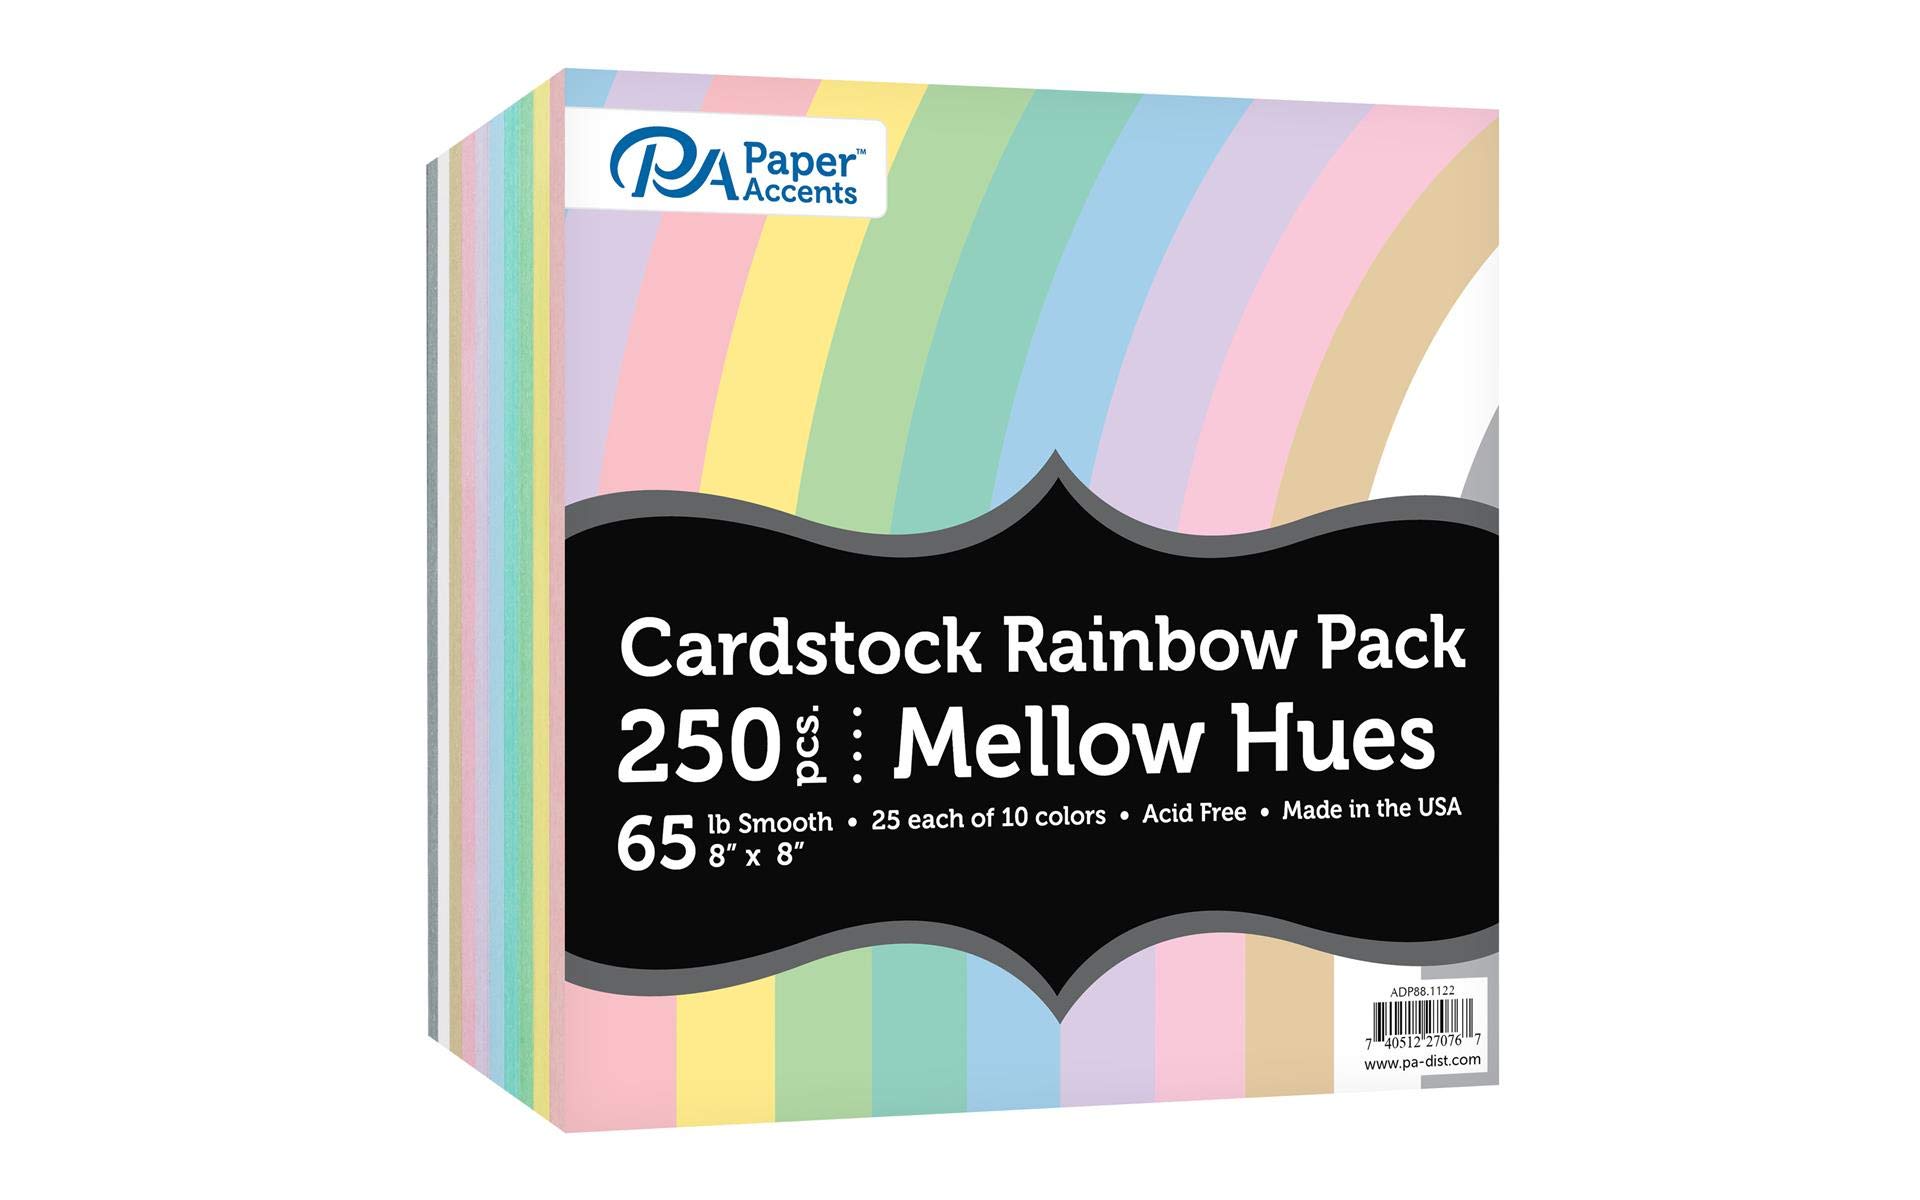 PA Paper™
Accents
Cardstock Rainbow Pack
250 pcs. Mellow Hues
65 lb Smooth • 25 each of 10 colors • Acid Free • Made in the USA
8” x 8”
ADP88.1122
7 40512 27076 7
www.pa-dist.com